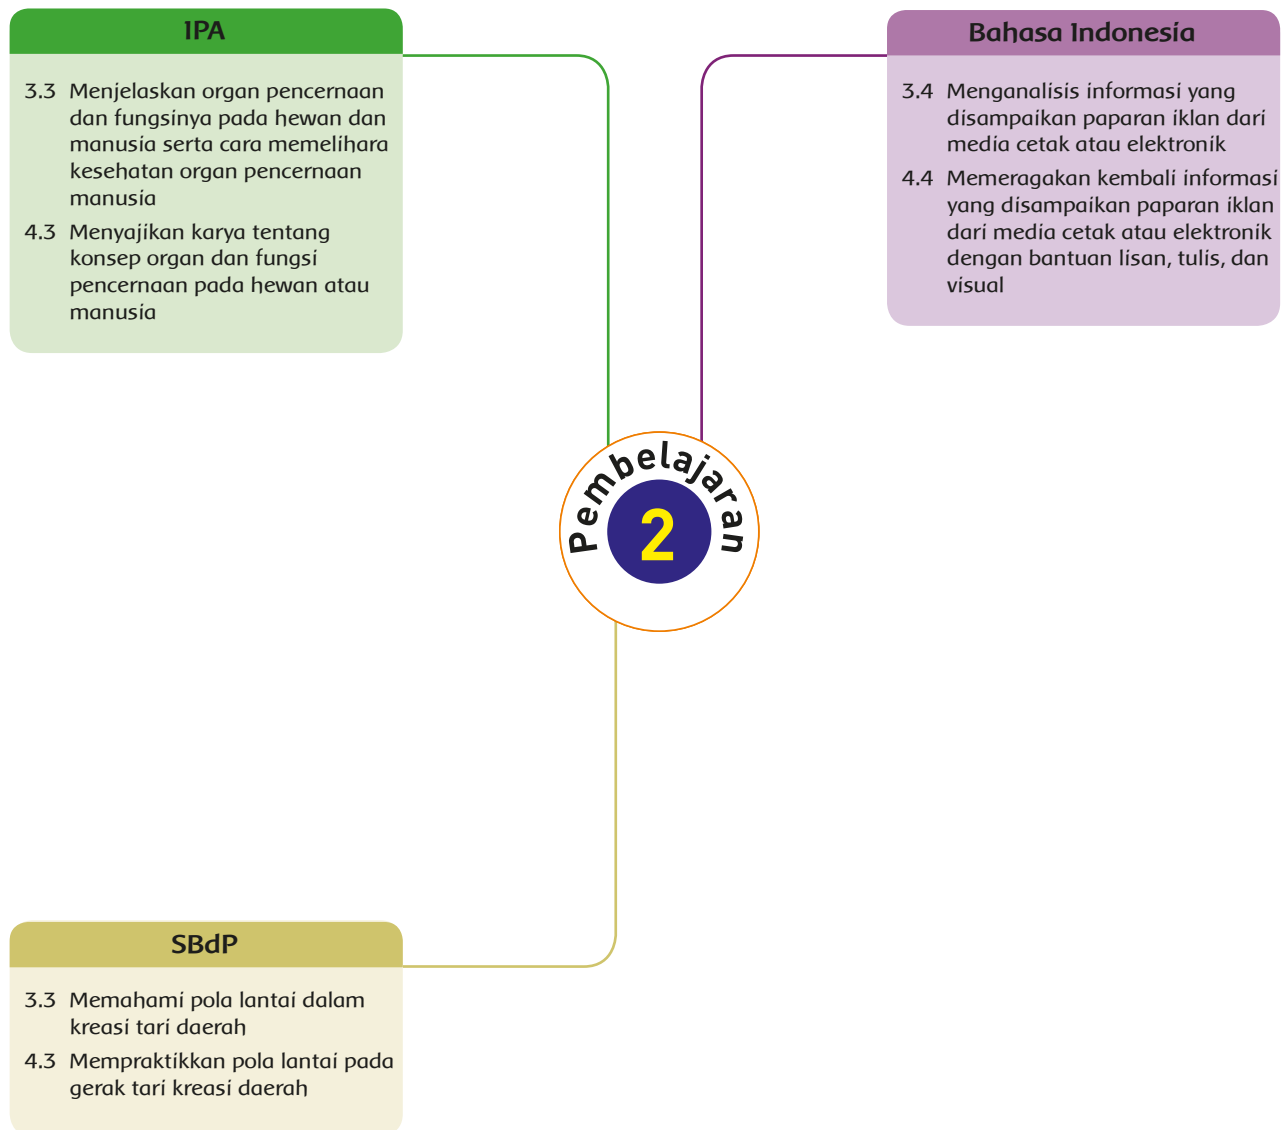 IPA
3.3 Menjelaskan organ pencernaan
dan fungsinya pada hewan dan
manusia serta cara memelihara
kesehatan organ pencernaan
manusia
4.3 Menyajikan karya tentang
konsep organ dan fungsi
pencernaan pada hewan atau
manusia
Bahasa Indonesia
3.4 Menganalisis informasi yang
disampaikan paparan iklan dari
media cetak atau elektronik
4.4 Memeragakan kembali informasi
yang disampaikan paparan iklan
dari media cetak atau elektronik
dengan bantuan lisan, tulis, dan
visual
Pembelajaran
2
SBdP
3.3 Memahami pola lantai dalam
kreasi tari daerah
4.3 Mempraktikkan pola lantai pada
gerak tari kreasi daerah